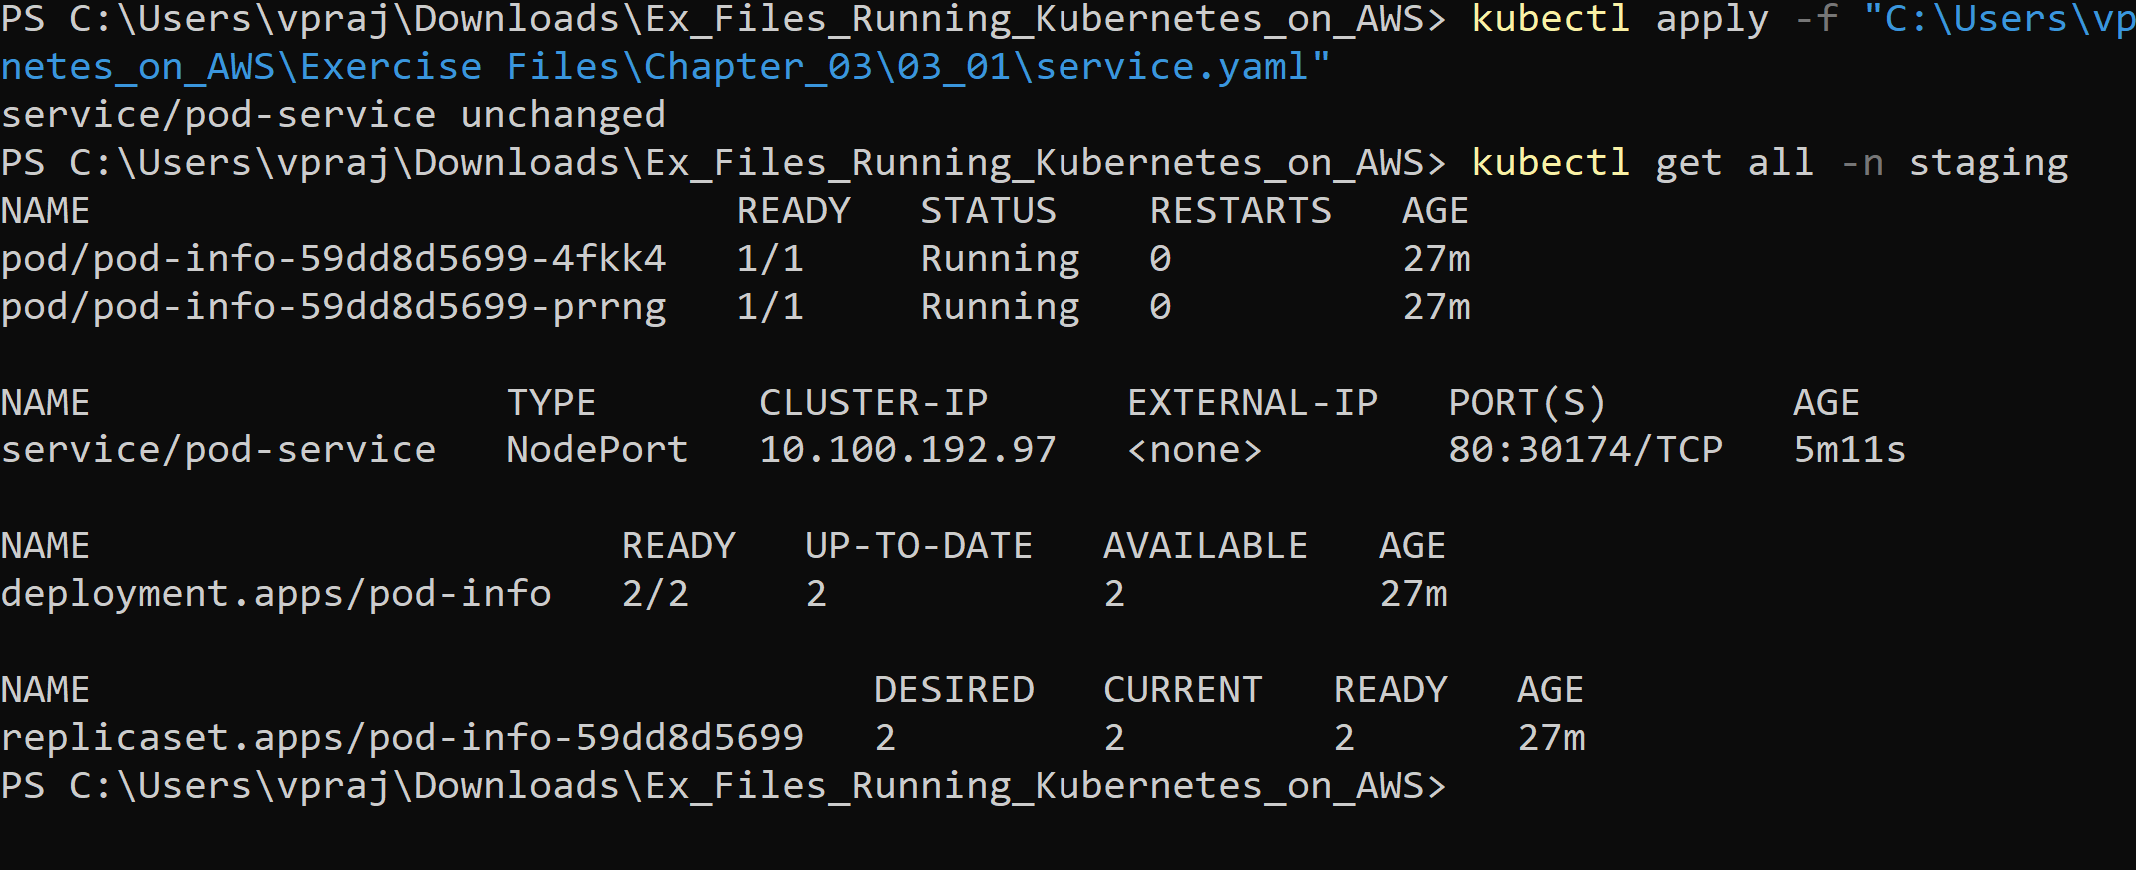 PS C:\Users\vpraj\Downloads\Ex_Files_Running_Kubernetes_on_AWS> kubectl apply -f "C:\Users\vp
netes_on_AWS\Exercise Files\Chapter_03\03_01\service.yaml"
service/pod-service unchanged
PS C:\Users\vpraj\Downloads\Ex_Files_Running_Kubernetes_on_AWS> kubectl get all -n staging
NAME                            READY   STATUS    RESTARTS   AGE
pod/pod-info-59dd8d5699-4fkk4   1/1     Running   0          27m
pod/pod-info-59dd8d5699-prrng   1/1     Running   0          27m
NAME                  TYPE       CLUSTER-IP      EXTERNAL-IP   PORT(S)        AGE
service/pod-service   NodePort   10.100.192.97   <none>        80:30174/TCP   5m11s
NAME                       READY   UP-TO-DATE   AVAILABLE   AGE
deployment.apps/pod-info   2/2     2            2           27m
NAME                                  DESIRED   CURRENT   READY   AGE
replicaset.apps/pod-info-59dd8d5699   2         2         2       27m
PS C:\Users\vpraj\Downloads\Ex_Files_Running_Kubernetes_on_AWS>